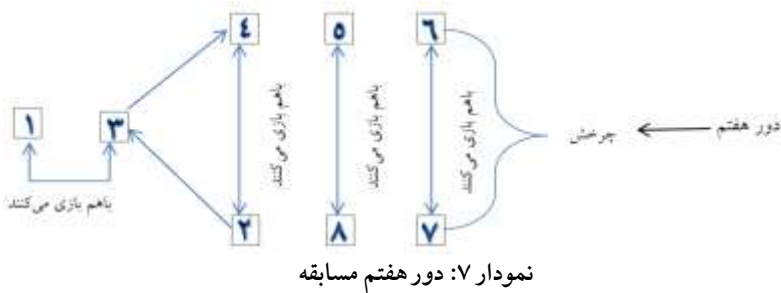 ۴
۵
۶
باهم بازی می‌کنند
باهم بازی می‌کنند
باهم بازی می‌کنند
۱
۳
دور هفتم
چرخش
باهم بازی می‌کنند
۲
۸
۷
نمودار ۷: دور هفتم مسابقه